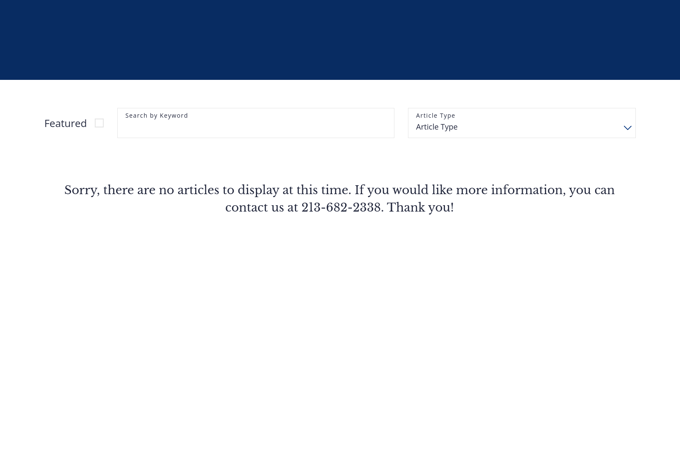 Featured
Search by Keyword
Article Type
Article Type
Sorry, there are no articles to display at this time. If you would like more information, you can
contact us at 213-682-2338. Thank you!